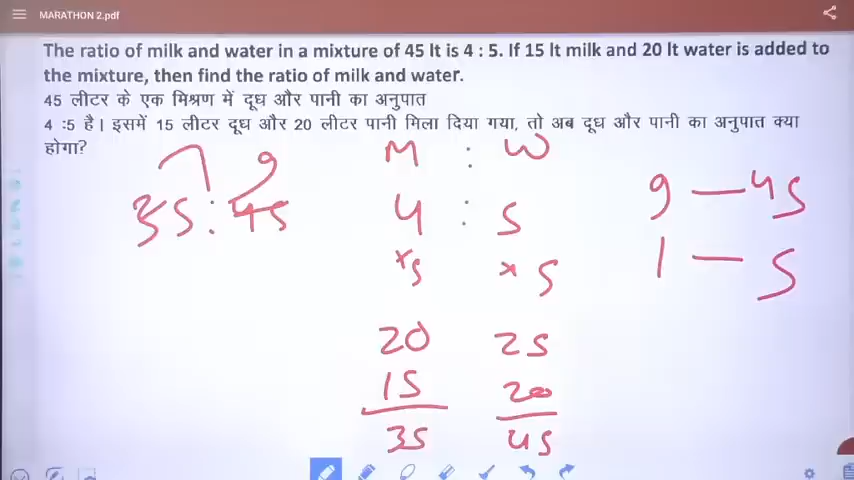 MARATHON 2.pdf
The ratio of milk and water in a mixture of 45 lt is 4 : 5. If 15 lt milk and 20 lt water is added to
the mixture, then find the ratio of milk and water.
45 लीटर के एक मिश्रण में दूध और पानी का अनुपात
4 :5 है। इसमें 15 लीटर दूध और 20 लीटर पानी मिला दिया गया, तो अब दूध और पानी का अनुपात क्या
होगा?
7 9
35 : 45
M : W
4 : 5
×5 ×5
20 25
15 20
35 45
9 — 45
1 — 5